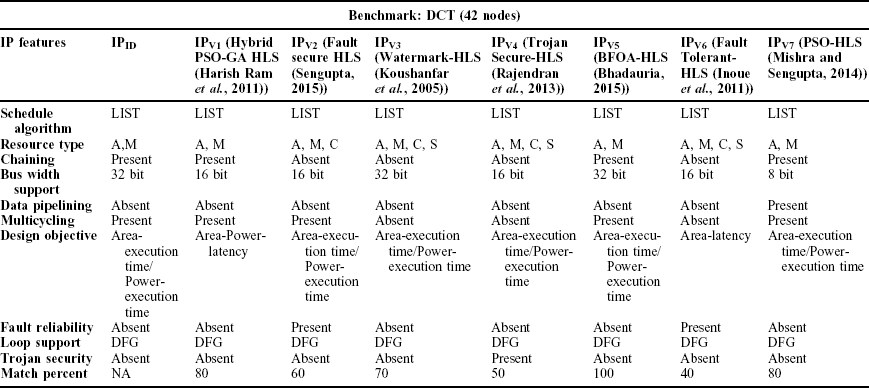 Benchmark: DCT (42 nodes)
IP features IP_ID IP_V1 (Hybrid IP_V2 (Fault IP_V3 IP_V4 (Trojan IP_V5 IP_V6 (Fault IP_V7 (PSO-HLS
PSO-GA HLS secure HLS (Watermark-HLS Secure-HLS (BFOA-HLS Tolerant- (Mishra and
(Harish Ram (Sengupta, (Koushanfar (Rajendran (Bhadauria, HLS (Inoue Sengupta, 2014))
et al., 2011)) 2015)) et al., 2005)) et al., 2013)) 2015)) et al., 2011))
Schedule LIST LIST LIST LIST LIST LIST LIST LIST
algorithm
Resource type A,M A, M A, M, C A, M, C, S A, M, C, S A, M A, M, C, S A, M
Chaining Present Present Absent Absent Absent Present Absent Present
Bus width 32 bit 16 bit 16 bit 32 bit 16 bit 32 bit 16 bit 8 bit
support
Data pipelining Absent Absent Absent Absent Absent Absent Absent Present
Multicycling Present Present Present Absent Absent Present Absent Present
Design objective Area- Area-Power- Area-execu- Area-execution Area-execution Area-execu- Area-latency Area-execution
execution latency tion time/ time/Power- time/Power- tion time/ time/Power-
time/ Power- execution time execution Power- execution time
Power- execution time execution
execution time time
time
Fault reliability Absent Absent Present Absent Absent Absent Present Absent
Loop support DFG DFG DFG DFG DFG DFG DFG DFG
Trojan security Absent Absent Absent Absent Present Absent Absent Absent
Match percent NA 80 60 70 50 100 40 80